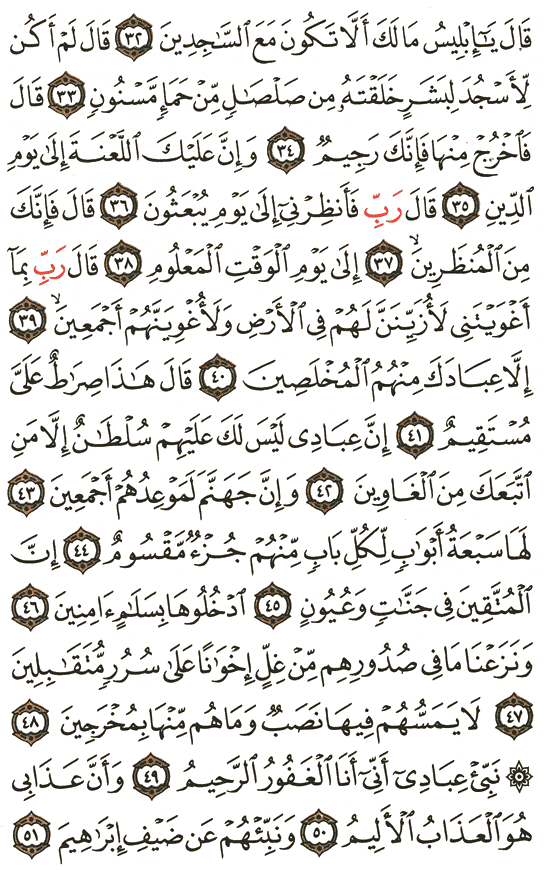 قَالَ يَٰٓإِبْلِيسُ مَا لَكَ أَلَّا تَكُونَ مَعَ ٱلسَّٰجِدِينَ ٣٢ قَالَ لَمْ أَكُن
لِّأَسْجُدَ لِبَشَرٍ خَلَقْتَهُۥ مِن صَلْصَٰلٍ مِّنْ حَمَإٍ مَّسْنُونٍ ٣٣ قَالَ
فَٱخْرُجْ مِنْهَا فَإِنَّكَ رَجِيمٌ ٣٤ وَإِنَّ عَلَيْكَ ٱللَّعْنَةَ إِلَىٰ يَوْمِ
ٱلدِّينِ ٣٥ قَالَ رَبِّ فَأَنظِرْنِىٓ إِلَىٰ يَوْمِ يُبْعَثُونَ ٣٦ قَالَ فَإِنَّكَ
مِنَ ٱلْمُنظَرِينَ ۙ ٣٧ إِلَىٰ يَوْمِ ٱلْوَقْتِ ٱلْمَعْلُومِ ٣٨ قَالَ رَبِّ بِمَآ
أَغْوَيْتَنِى لَأُزَيِّنَنَّ لَهُمْ فِى ٱلْأَرْضِ وَلَأُغْوِيَنَّهُمْ أَجْمَعِينَ ۙ ٣٩
إِلَّا عِبَادَكَ مِنْهُمُ ٱلْمُخْلَصِينَ ٤٠ قَالَ هَٰذَا صِرَٰطٌ عَلَىَّ
مُسْتَقِيمٌ ٤١ إِنَّ عِبَادِى لَيْسَ لَكَ عَلَيْهِمْ سُلْطَٰنٌ إِلَّا مَنِ
ٱتَّبَعَكَ مِنَ ٱلْغَاوِينَ ٤٢ وَإِنَّ جَهَنَّمَ لَمَوْعِدُهُمْ أَجْمَعِينَ ٤٣
لَهَا سَبْعَةُ أَبْوَٰبٍ لِّكُلِّ بَابٍ مِّنْهُمْ جُزْءٌ مَّقْسُومٌ ٤٤ إِنَّ
ٱلْمُتَّقِينَ فِى جَنَّٰتٍ وَعُيُونٍ ٤٥ ٱدْخُلُوهَا بِسَلَٰمٍ ءَامِنِينَ ٤٦
وَنَزَعْنَا مَا فِى صُدُورِهِم مِّنْ غِلٍّ إِخْوَٰنًا عَلَىٰ سُرُرٍ مُّتَقَٰبِلِينَ
٤٧ لَا يَمَسُّهُمْ فِيهَا نَصَبٌ وَمَا هُم مِّنْهَا بِمُخْرَجِينَ ٤٨
۞ نَبِّئْ عِبَادِىٓ أَنِّىٓ أَنَا ٱلْغَفُورُ ٱلرَّحِيمُ ٤٩ وَأَنَّ عَذَابِى
هُوَ ٱلْعَذَابُ ٱلْأَلِيمُ ٥٠ وَنَبِّئْهُمْ عَن ضَيْفِ إِبْرَٰهِيمَ ٥١